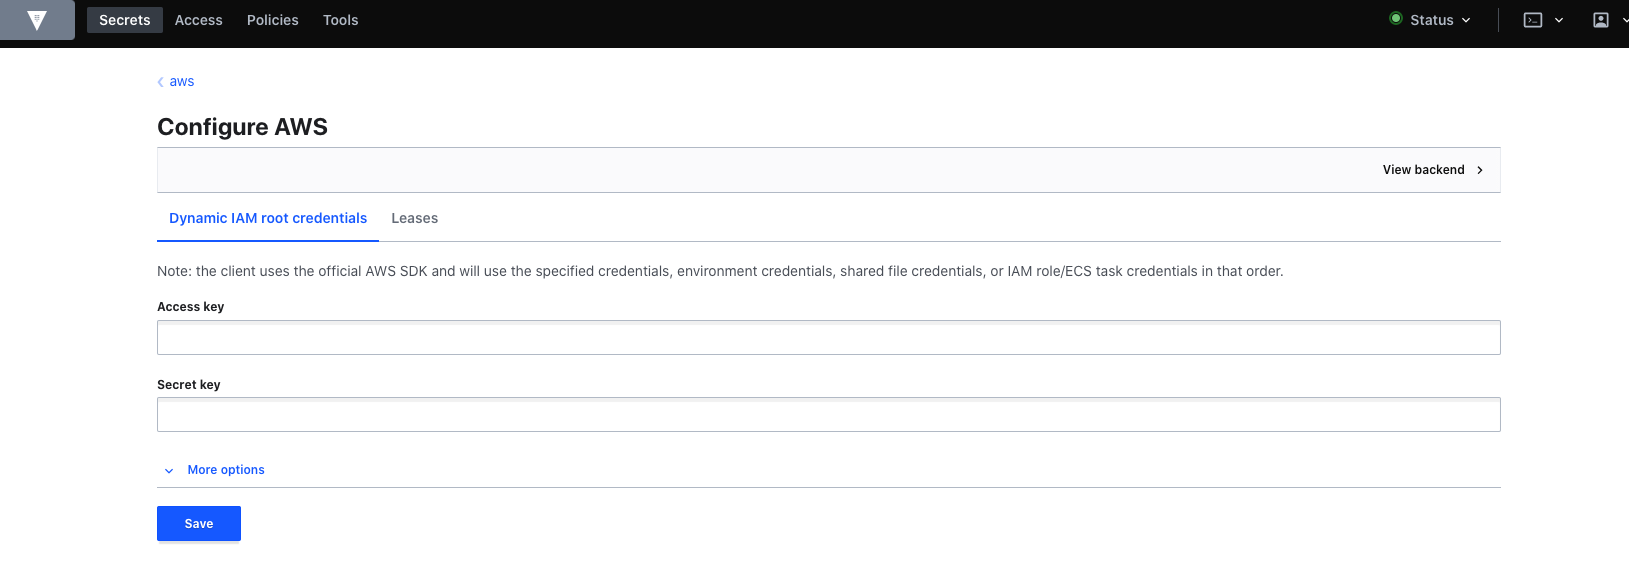 Secrets Access Policies Tools Status
aws
Configure AWS
View backend
Dynamic IAM root credentials Leases
Note: the client uses the official AWS SDK and will use the specified credentials, environment credentials, shared file credentials, or IAM role/ECS task credentials in that order.
Access key
Secret key
More options
Save